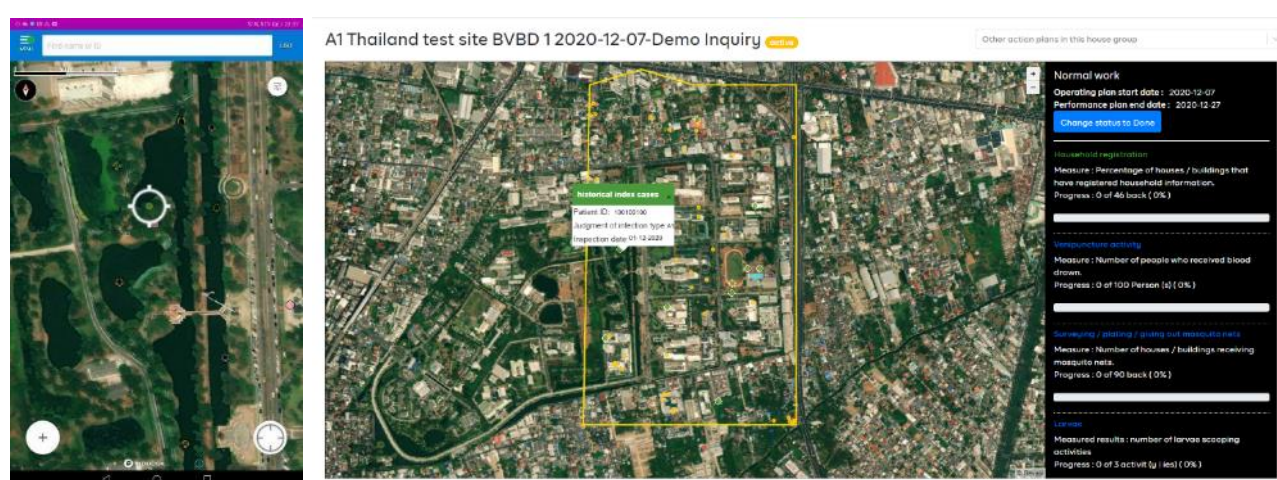 Find name or ID
A1 Thailand test site BVBD 1 2020-12-07-Demo Inquiry active
Other action plans in this house group
historical index cases
Patient ID: 100100100
Judgment of infection type
Inspection date 01-12-2020
Normal work
Operating plan start date : 2020-12-07
Performance plan end date : 2020-12-27
Change status to Done
Household registration
Measure : Percentage of houses / buildings that
have registered household information.
Progress : 0 of 46 back ( 0% )
Venipuncture activity
Measure : Number of people who received blood
drawn.
Progress : 0 of 100 Person (s) ( 0% )
Surveying / plating / giving out mosquito nets
Measure : Number of houses / buildings receiving
mosquito nets.
Progress : 0 of 90 back ( 0% )
Larvae
Measured results : number of larvae scooping
activities
Progress : 0 of 3 activit (y | ies) ( 0% )